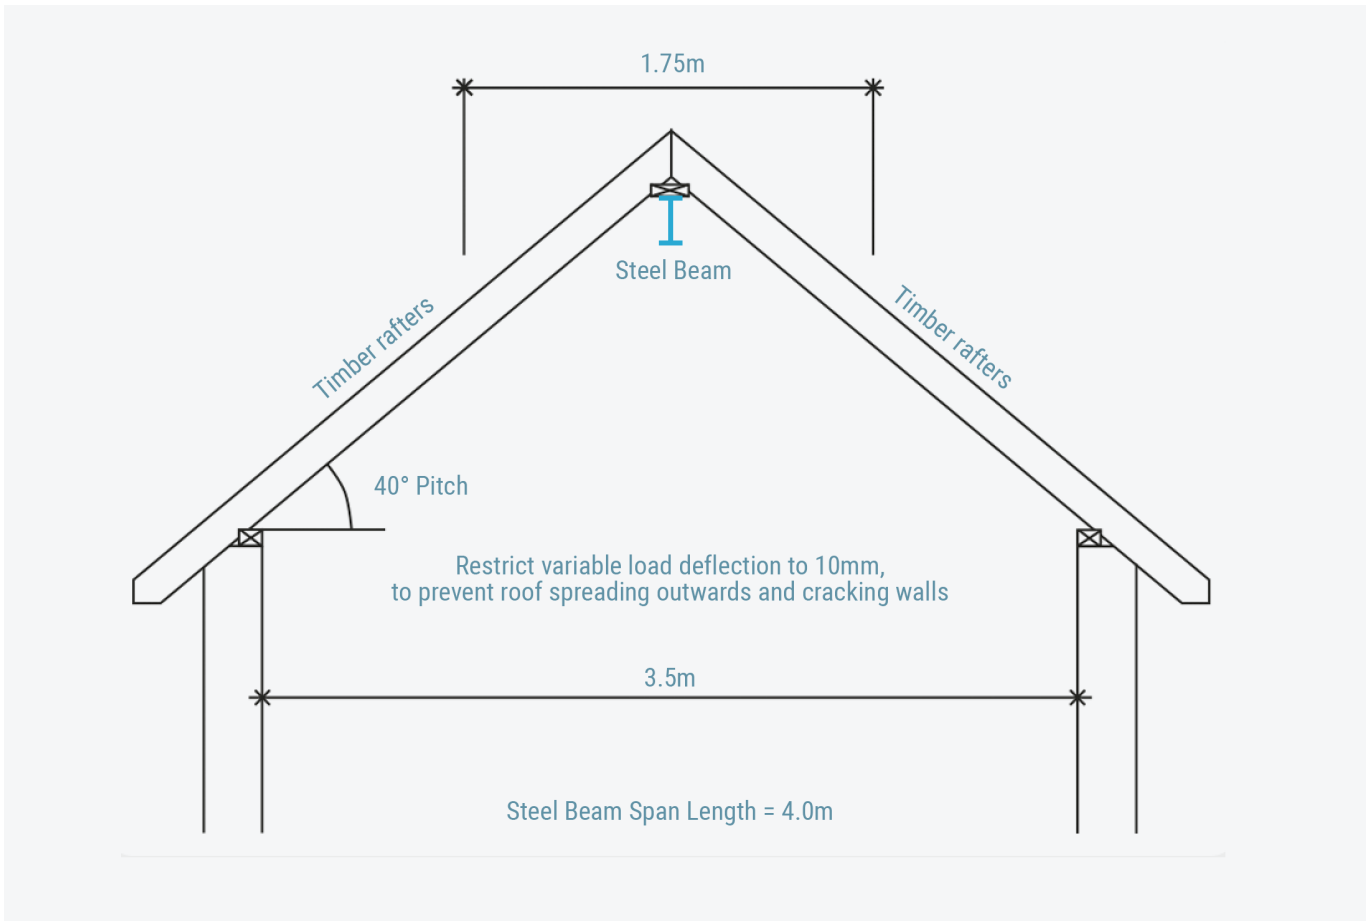 1.75m
Steel Beam
Timber rafters
Timber rafters
40° Pitch
Restrict variable load deflection to 10mm,
to prevent roof spreading outwards and cracking walls
3.5m
Steel Beam Span Length = 4.0m